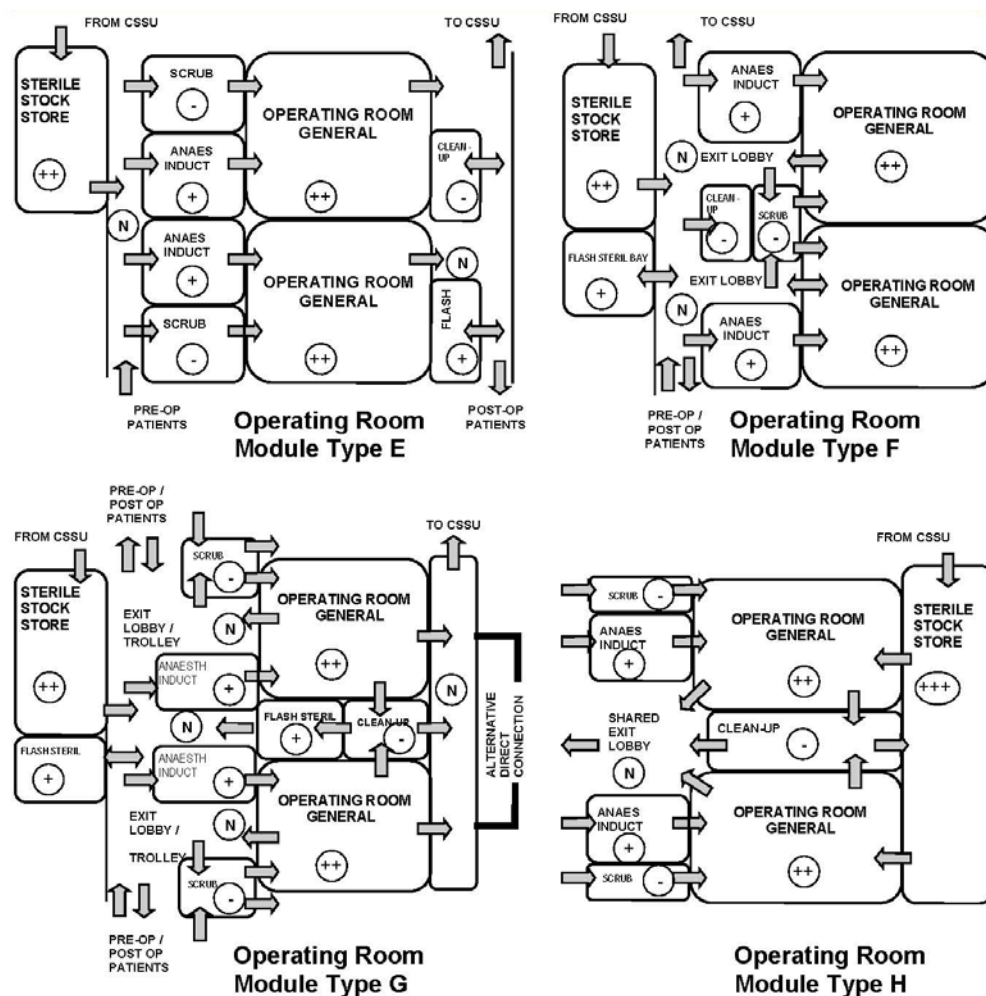 FROM CSSU
TO CSSU
STERILE
STOCK
STORE
++
N
SCRUB
-
ANAES
INDUCT
+
ANAES
INDUCT
+
SCRUB
-
OPERATING ROOM
GENERAL
++
OPERATING ROOM
GENERAL
++
CLEAN -
UP
-
N
FLASH
+
PRE-OP
PATIENTS
POST-OP
PATIENTS
Operating Room
Module Type E
FROM CSSU
TO CSSU
STERILE
STOCK
STORE
++
FLASH STERIL BAY
+
ANAES
INDUCT
+
N
EXIT LOBBY
CLEAN -
UP
-
SCRUB
-
EXIT LOBBY
N
ANAES
INDUCT
+
OPERATING ROOM
GENERAL
++
OPERATING ROOM
GENERAL
++
PRE-OP /
POST OP
PATIENTS
Operating Room
Module Type F
PRE-OP /
POST OP
PATIENTS
FROM CSSU
TO CSSU
STERILE
STOCK
STORE
++
FLASH STERIL
+
SCRUB
-
EXIT
LOBBY /
TROLLEY
N
ANAESTH
INDUCT
+
N
ANAESTH
INDUCT
+
EXIT
LOBBY /
TROLLEY
N
SCRUB
-
OPERATING ROOM
GENERAL
++
FLASH STERIL
+
CLEAN-UP
-
OPERATING ROOM
GENERAL
++
N
ALTERNATIVE
DIRECT
CONNECTION
PRE-OP /
POST OP
PATIENTS
Operating Room
Module Type G
FROM CSSU
SCRUB
-
ANAES
INDUCT
+
SHARED
EXIT
LOBBY
N
ANAES
INDUCT
+
SCRUB
-
OPERATING ROOM
GENERAL
++
CLEAN-UP
-
OPERATING ROOM
GENERAL
++
STERILE
STOCK
STORE
+++
Operating Room
Module Type H